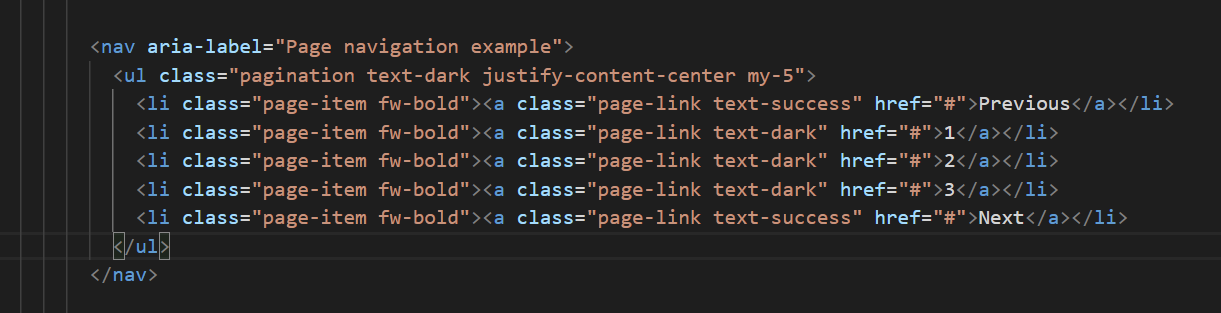 <nav aria-label="Page navigation example">
<ul class="pagination text-dark justify-content-center my-5">
<li class="page-item fw-bold"><a class="page-link text-success" href="#">Previous</a></li>
<li class="page-item fw-bold"><a class="page-link text-dark" href="#">1</a></li>
<li class="page-item fw-bold"><a class="page-link text-dark" href="#">2</a></li>
<li class="page-item fw-bold"><a class="page-link text-dark" href="#">3</a></li>
<li class="page-item fw-bold"><a class="page-link text-success" href="#">Next</a></li>
</ul>
</nav>